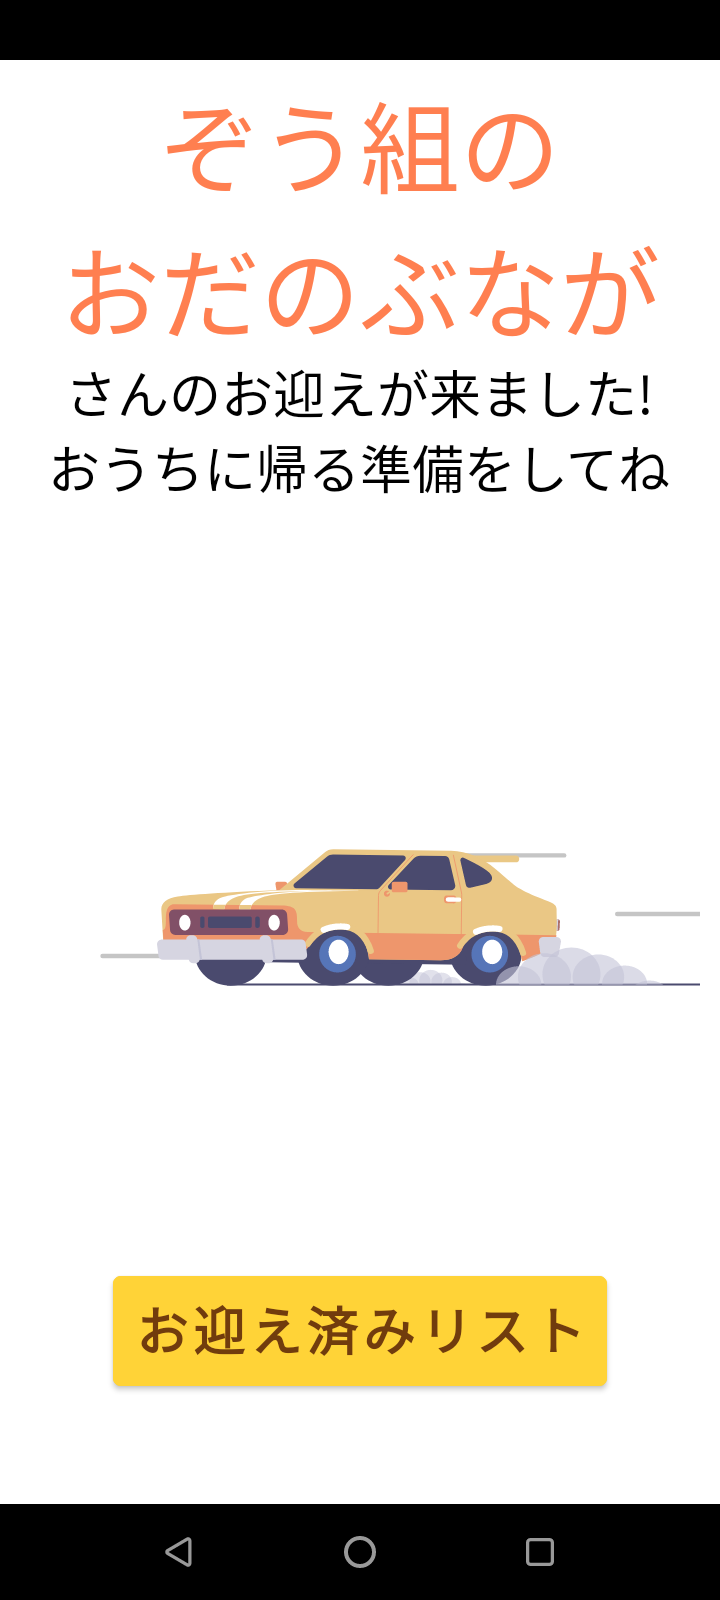 ぞう組の
おだのぶなが
さんのお迎えが来ました!
おうちに帰る準備をしてね
お迎え済みリスト